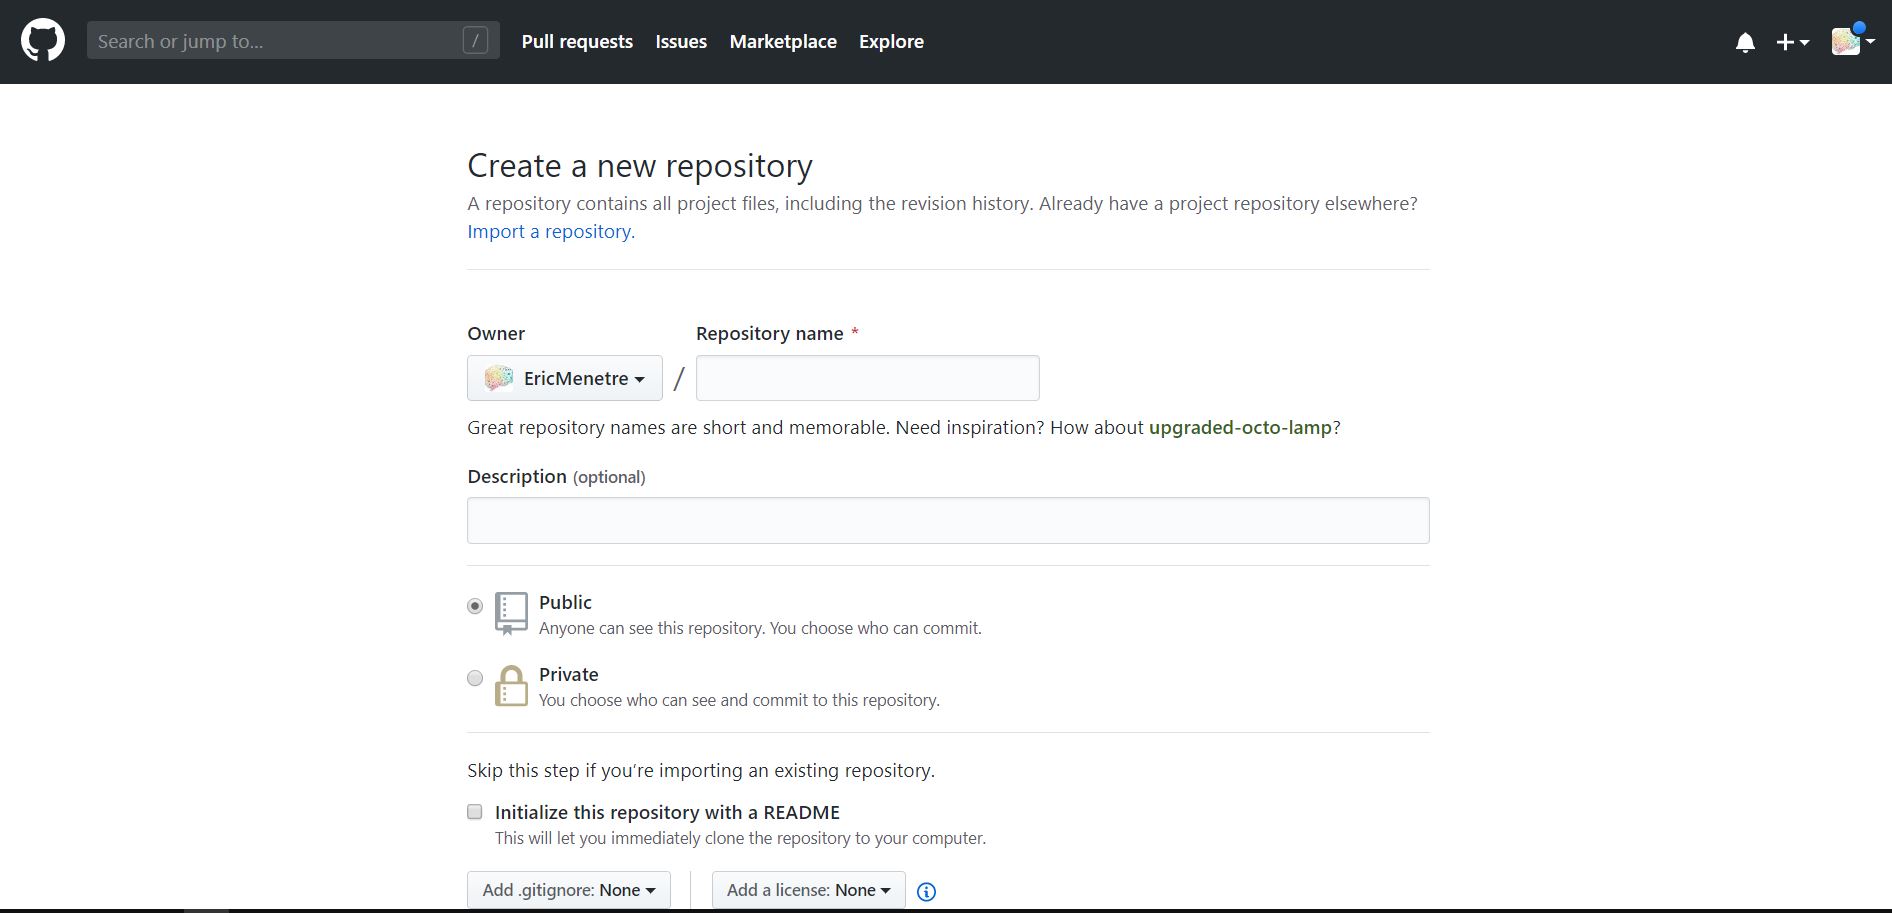 Search or jump to... / Pull requests Issues Marketplace Explore
Create a new repository
A repository contains all project files, including the revision history. Already have a project repository elsewhere?
Import a repository.
Owner Repository name *
EricMenetre / 
Great repository names are short and memorable. Need inspiration? How about upgraded-octo-lamp?
Description (optional)
Public
Anyone can see this repository. You choose who can commit.
Private
You choose who can see and commit to this repository.
Skip this step if you’re importing an existing repository.
Initialize this repository with a README
This will let you immediately clone the repository to your computer.
Add .gitignore: None Add a license: None